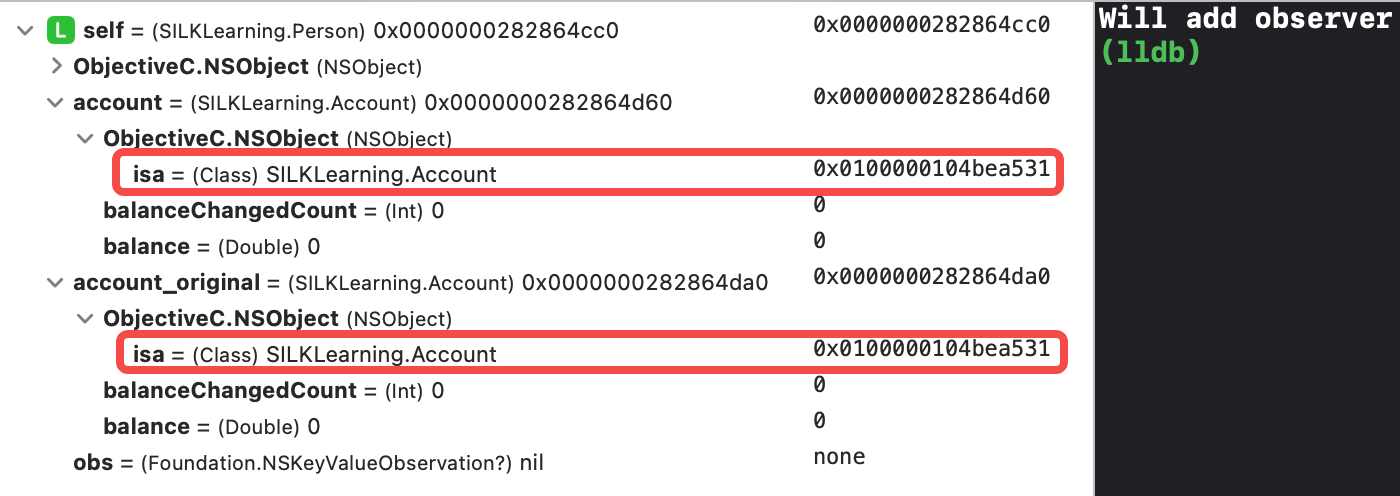 L self = (SILKLearning.Person) 0x0000000282864cc0 0x0000000282864cc0
ObjectiveC.NSObject (NSObject)
account = (SILKLearning.Account) 0x0000000282864d60 0x0000000282864d60
ObjectiveC.NSObject (NSObject)
isa = (Class) SILKLearning.Account 0x0100000104bea531
balanceChangedCount = (Int) 0 0
balance = (Double) 0 0
account_original = (SILKLearning.Account) 0x0000000282864da0 0x0000000282864da0
ObjectiveC.NSObject (NSObject)
isa = (Class) SILKLearning.Account 0x0100000104bea531
balanceChangedCount = (Int) 0 0
balance = (Double) 0 0
obs = (Foundation.NSKeyValueObservation?) nil none
Will add observer
(lldb)